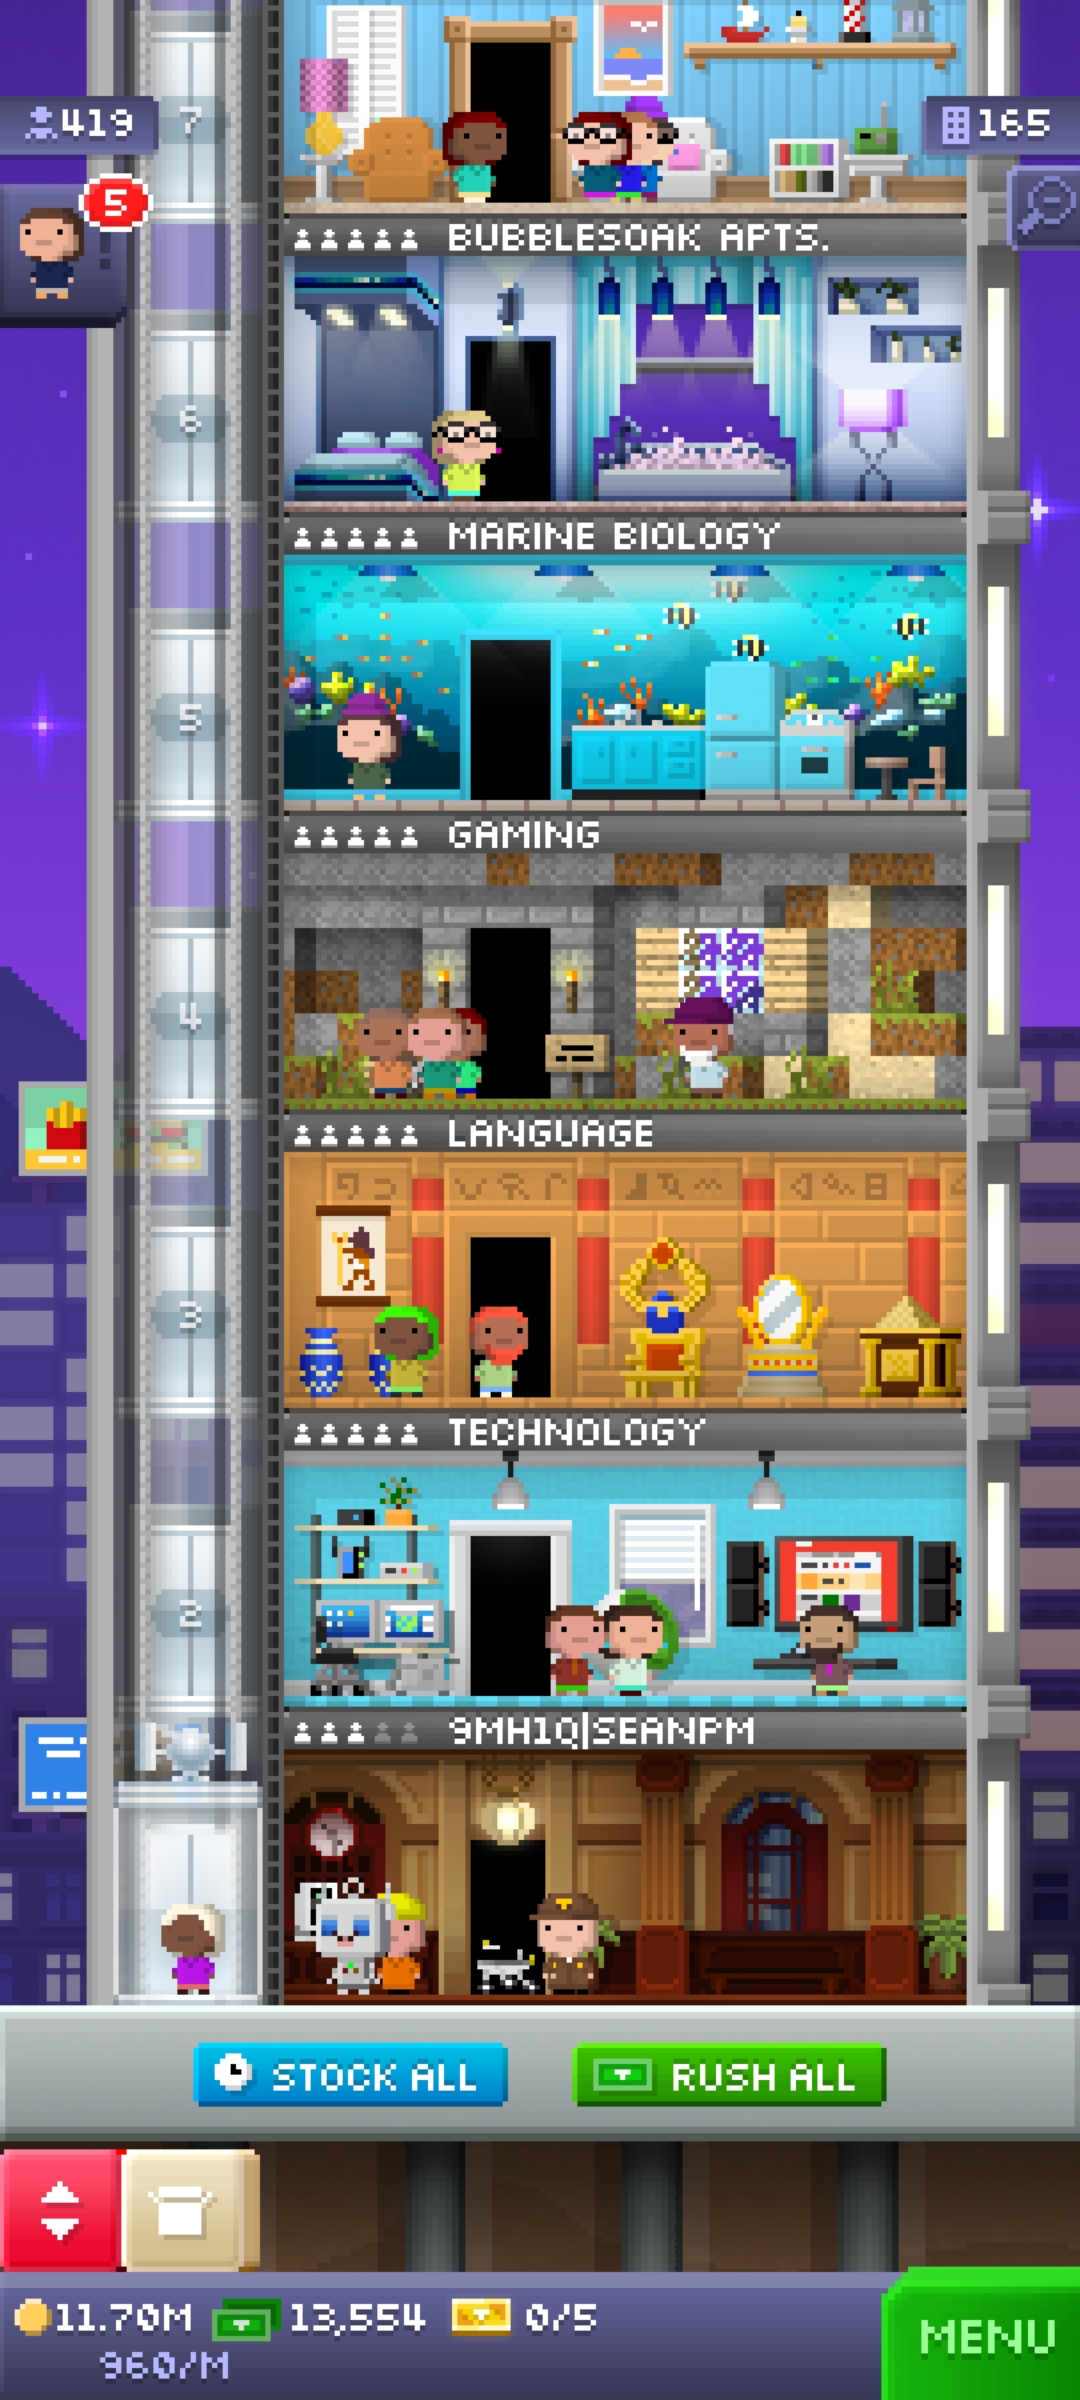 7
419
165
5
BUBBLESOAK APTS.
6
MARINE BIOLOGY
5
GAMING
4
LANGUAGE
3
TECHNOLOGY
2
9MH1Q|SEANPM
STOCK ALL
RUSH ALL
11.70M
13,554
0/5
960/M
MENU